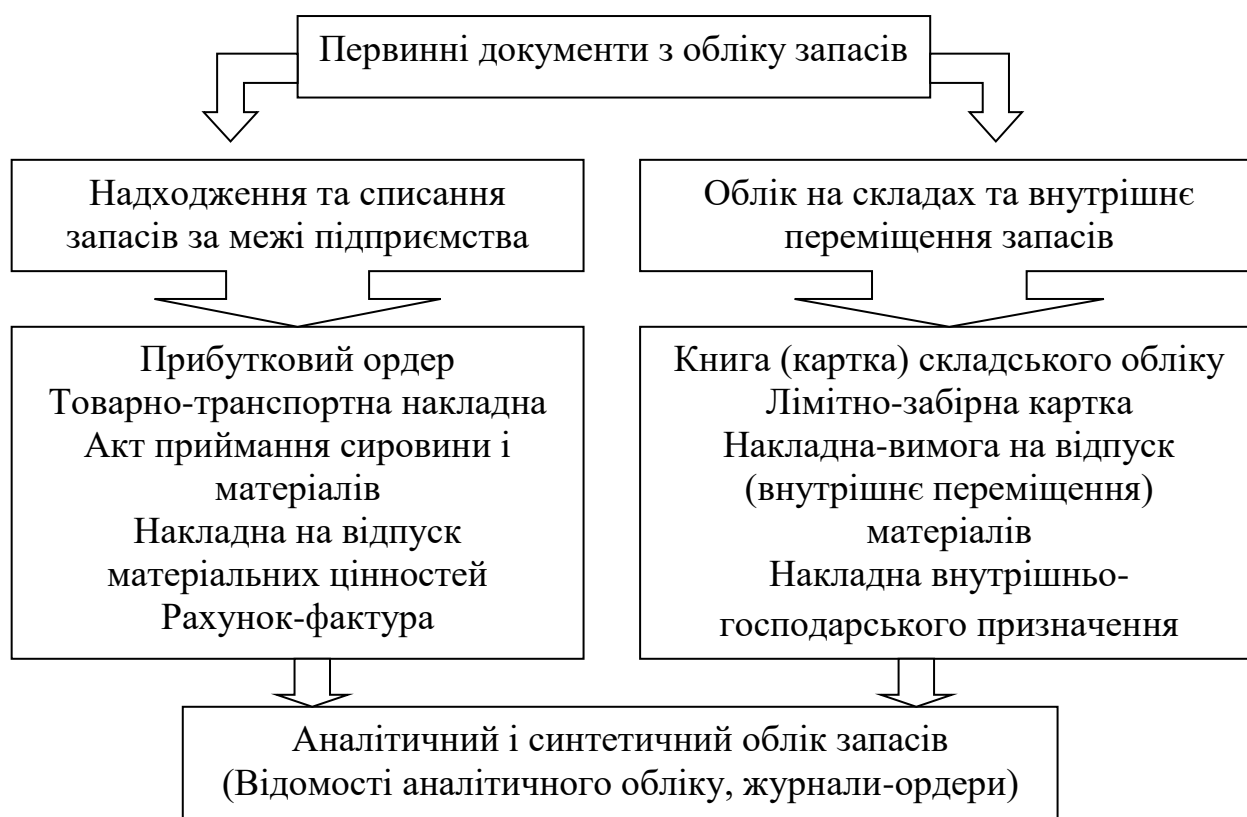 Первинні документи з обліку запасів
Надходження та списання
запасів за межі підприємства
Облік на складах та внутрішнє
переміщення запасів
Прибутковий ордер
Товарно-транспортна накладна
Акт приймання сировини і
матеріалів
Накладна на відпуск
матеріальних цінностей
Рахунок-фактура
Книга (картка) складського обліку
Лімітно-забірна картка
Накладна-вимога на відпуск
(внутрішнє переміщення)
матеріалів
Накладна внутрішньо-
господарського призначення
Аналітичний і синтетичний облік запасів
(Відомості аналітичного обліку, журнали-ордери)